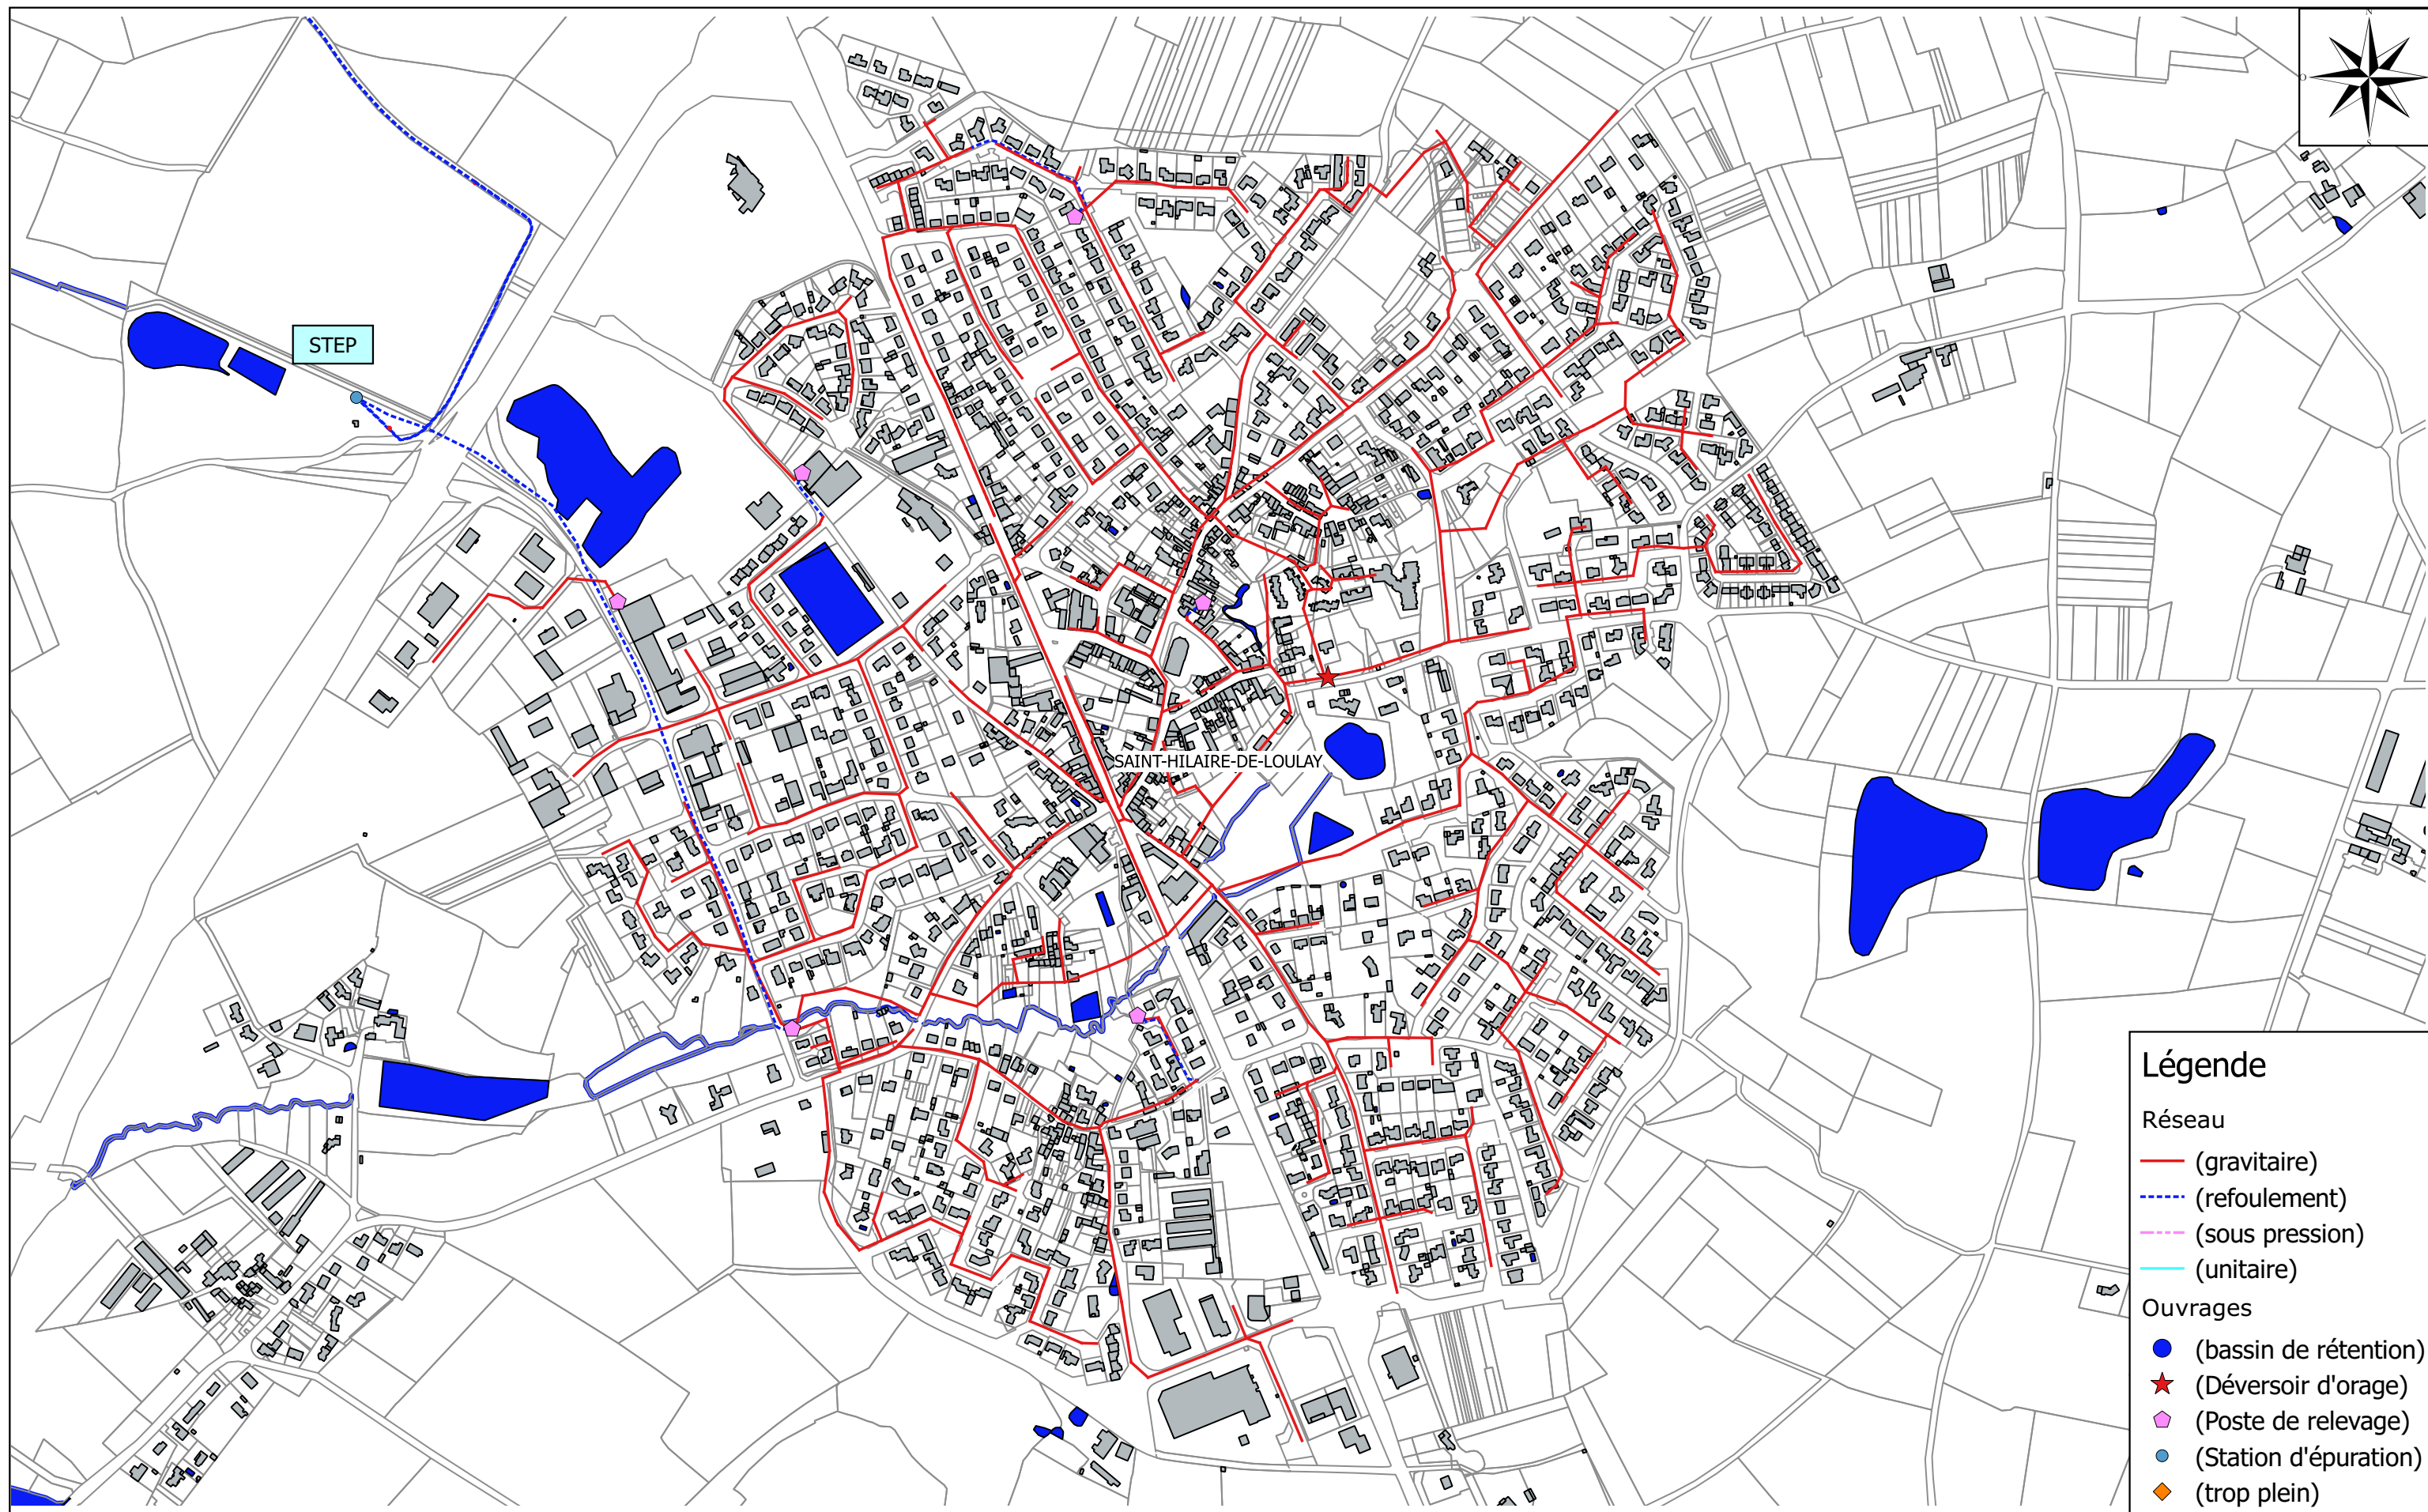 N
O
S
STEP
SAINT-HILAIRE-DE-LOULAY
Légende
Réseau
(gravitaire)
(refoulement)
(sous pression)
(unitaire)
Ouvrages
(bassin de rétention)
(Déversoir d'orage)
(Poste de relevage)
(Station d'épuration)
(trop plein)